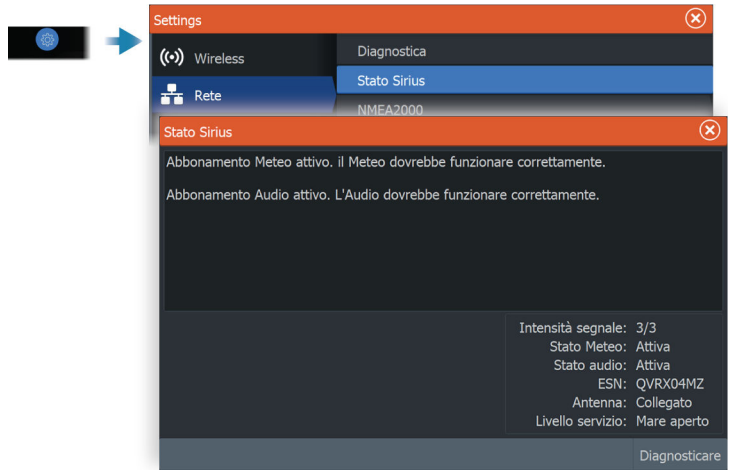 Settings
Wireless
Diagnostica
Rete
Stato Sirius
NMEA2000
Stato Sirius
Abbonamento Meteo attivo. il Meteo dovrebbe funzionare correttamente.
Abbonamento Audio attivo. L'Audio dovrebbe funzionare correttamente.
Intensità segnale: 3/3
Stato Meteo: Attiva
Stato audio: Attiva
ESN: QVRX04MZ
Antenna: Collegato
Livello servizio: Mare aperto
Diagnosticare